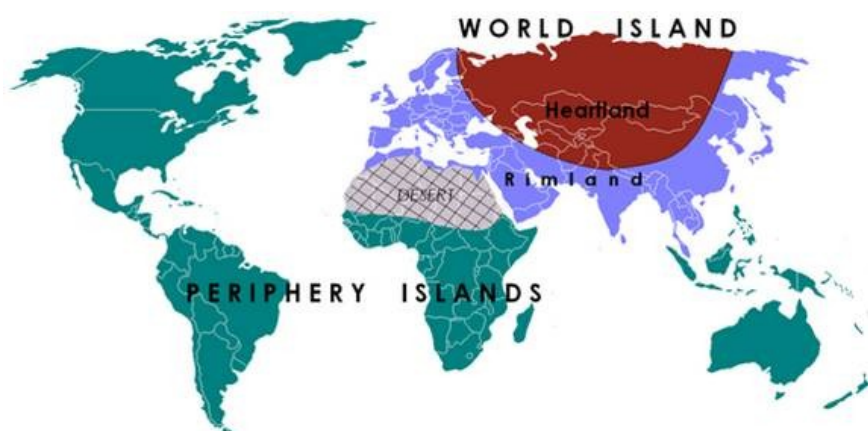 WORLD ISLAND
Heartland
Rimland
DESERT
PERIPHERY ISLANDS